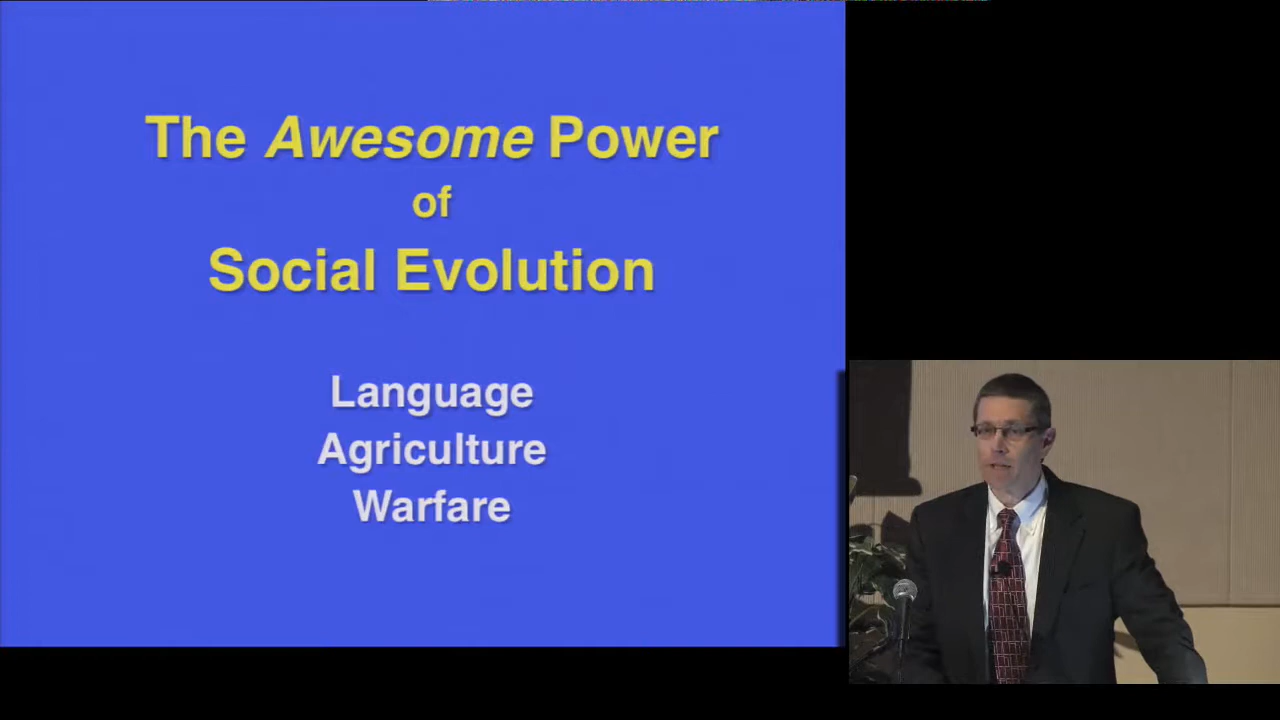 The Awesome Power
of
Social Evolution
Language
Agriculture
Warfare